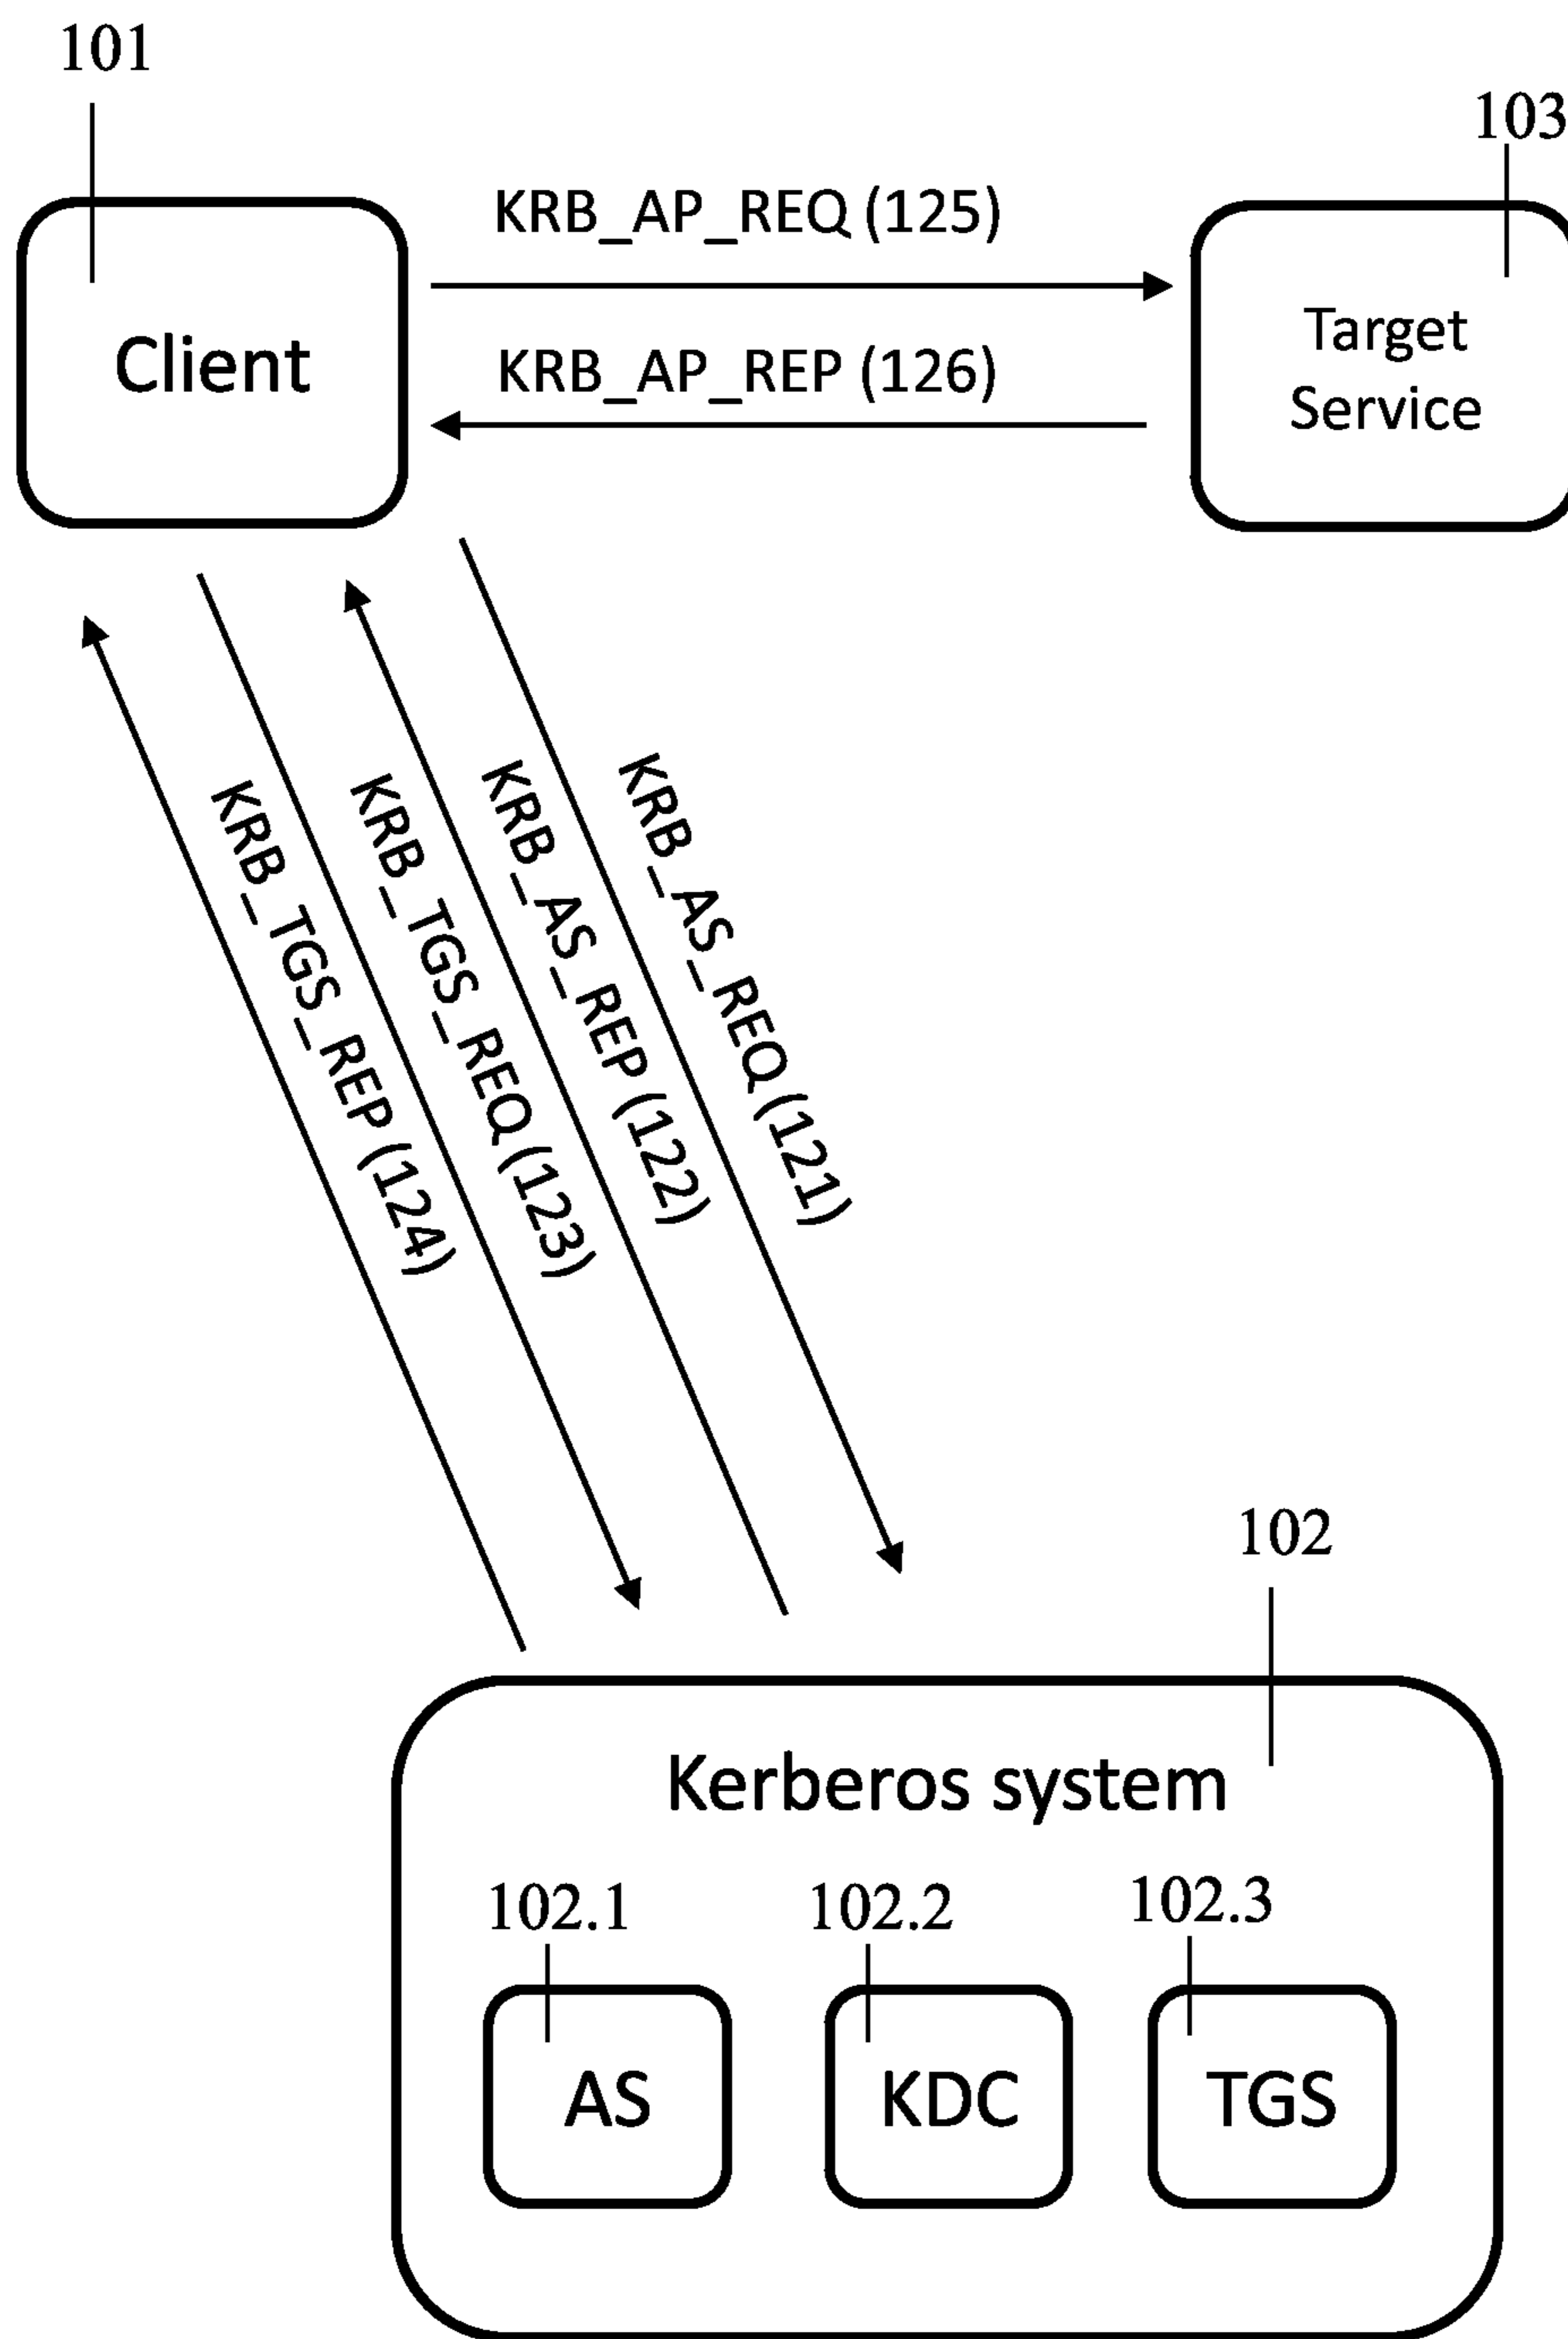 101
103
KRB_AP_REQ (125)
Client
Target
Service
KRB_AP_REP (126)
KRB_TGS_REP (124)
KRB_TGS_REQ (123)
KRB_AS_REP (122)
KRB_AS_REQ (121)
102
Kerberos system
102.1
102.2
102.3
AS
KDC
TGS